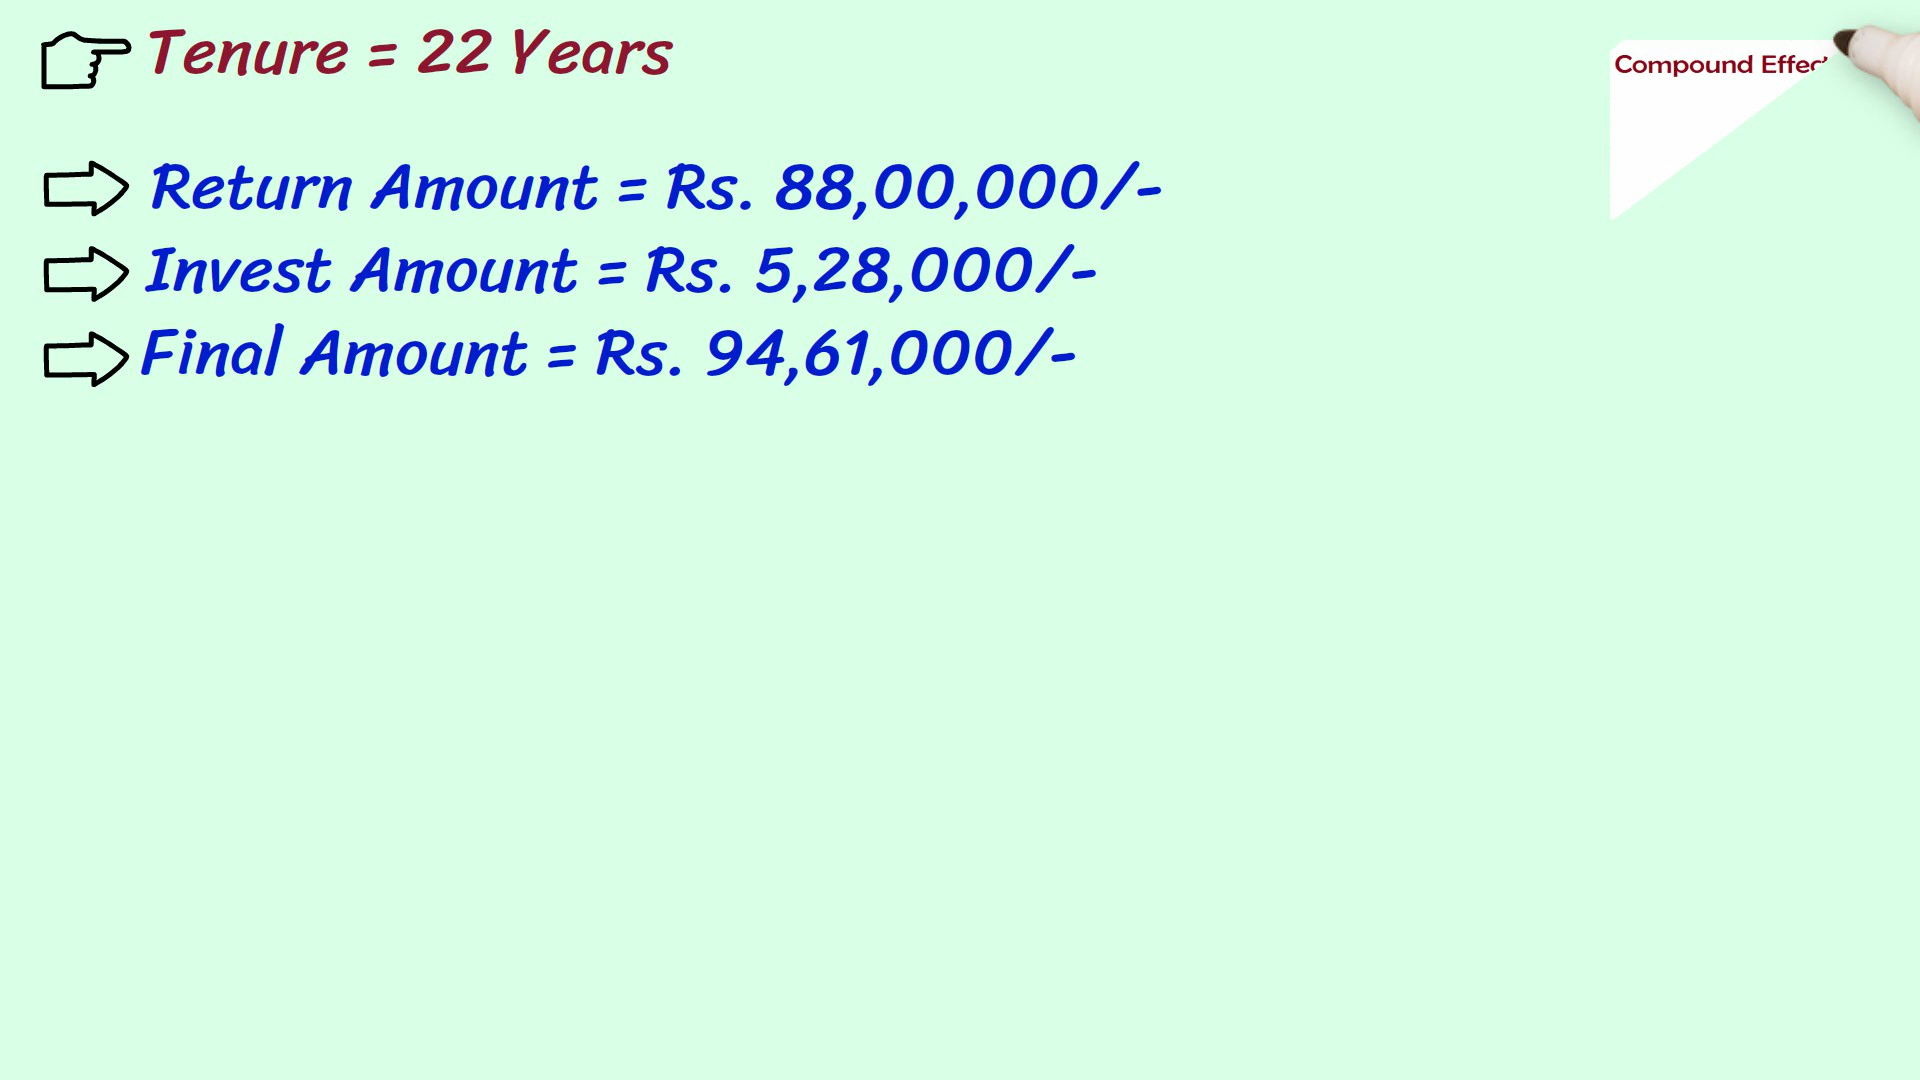 Tenure = 22 Years
Compound
Return Amount = Rs. 88,00,000/-
Invest Amount = Rs. 5,28,000/-
Final Amount = Rs. 94,61,000/-